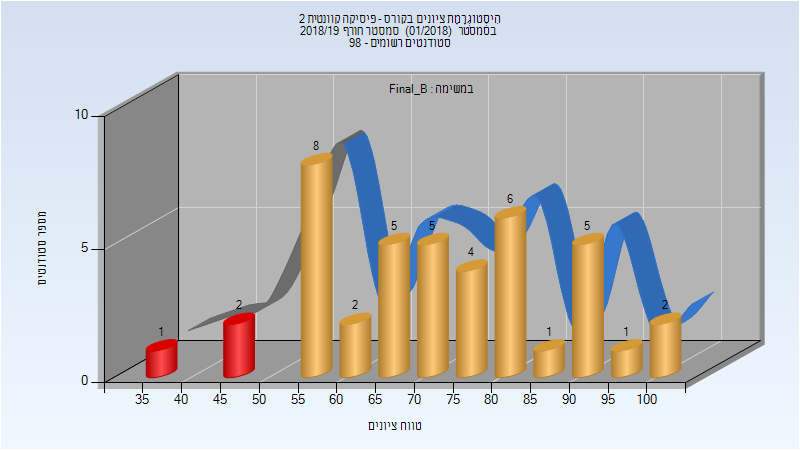 היסטוגרמת ציונים בקורס - פיסיקה קוונטית 2
בסמסטר (01/2018) סמסטר חורף 2018/19
סטודנטים רשומים - 98
במשימה : Final_B
מספר סטודנטים
10
5
0
1
2
8
2
5
5
4
6
1
5
1
2
35 40 45 50 55 60 65 70 75 80 85 90 95 100
טווח ציונים